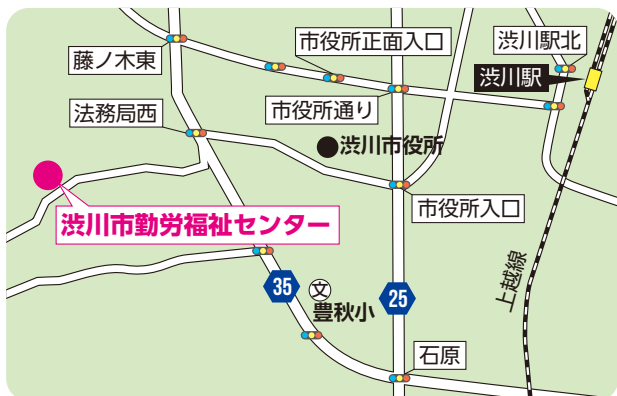 市役所正面入口
渋川駅北
藤ノ木東
渋川駅
法務局西
市役所通り
渋川市役所
市役所入口
渋川市勤労福祉センター
上越線
35
文
25
豊秋小
石原